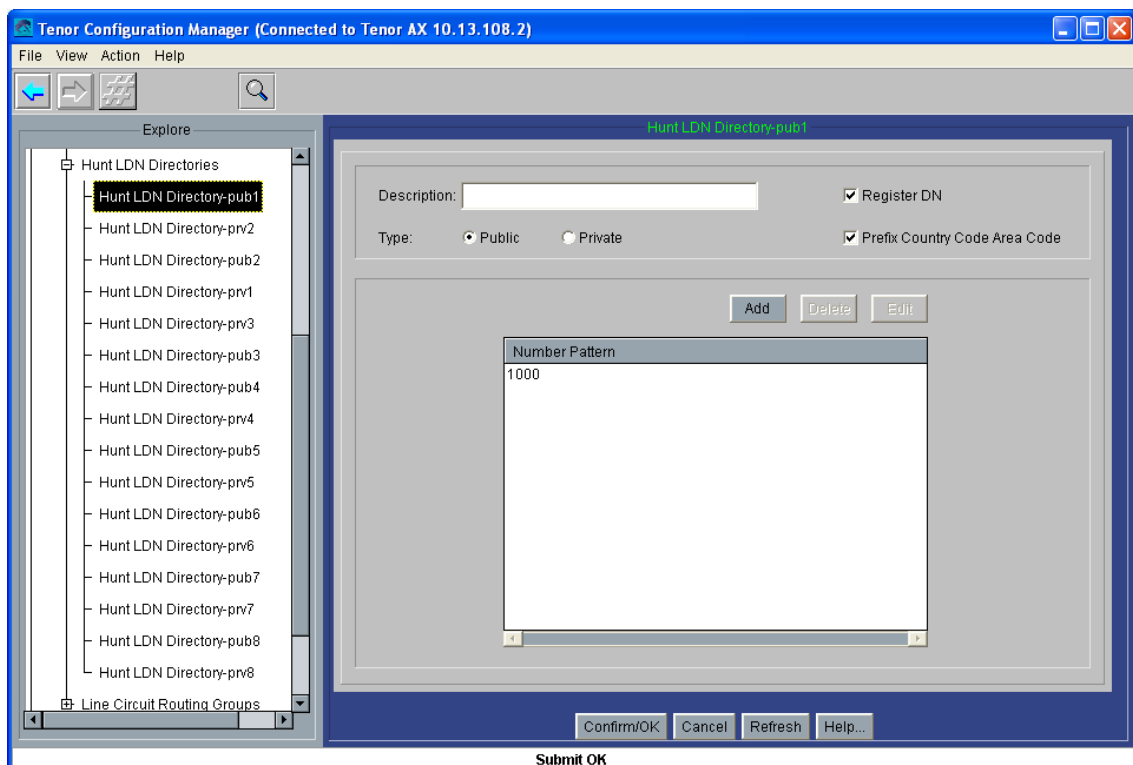 Tenor Configuration Manager (Connected to Tenor AX 10.13.108.2)
File View Action Help
Explore
Hunt LDN Directories
Hunt LDN Directory-pub1
Hunt LDN Directory-prv2
Hunt LDN Directory-pub2
Hunt LDN Directory-prv1
Hunt LDN Directory-prv3
Hunt LDN Directory-pub3
Hunt LDN Directory-pub4
Hunt LDN Directory-prv4
Hunt LDN Directory-pub5
Hunt LDN Directory-prv5
Hunt LDN Directory-pub6
Hunt LDN Directory-prv6
Hunt LDN Directory-pub7
Hunt LDN Directory-prv7
Hunt LDN Directory-pub8
Hunt LDN Directory-prv8
Line Circuit Routing Groups
Hunt LDN Directory-pub1
Description:
Register DN
Type: Public Private
Prefix Country Code Area Code
Add Delete Edit
Number Pattern
1000
Confirm/OK Cancel Refresh Help...
Submit OK